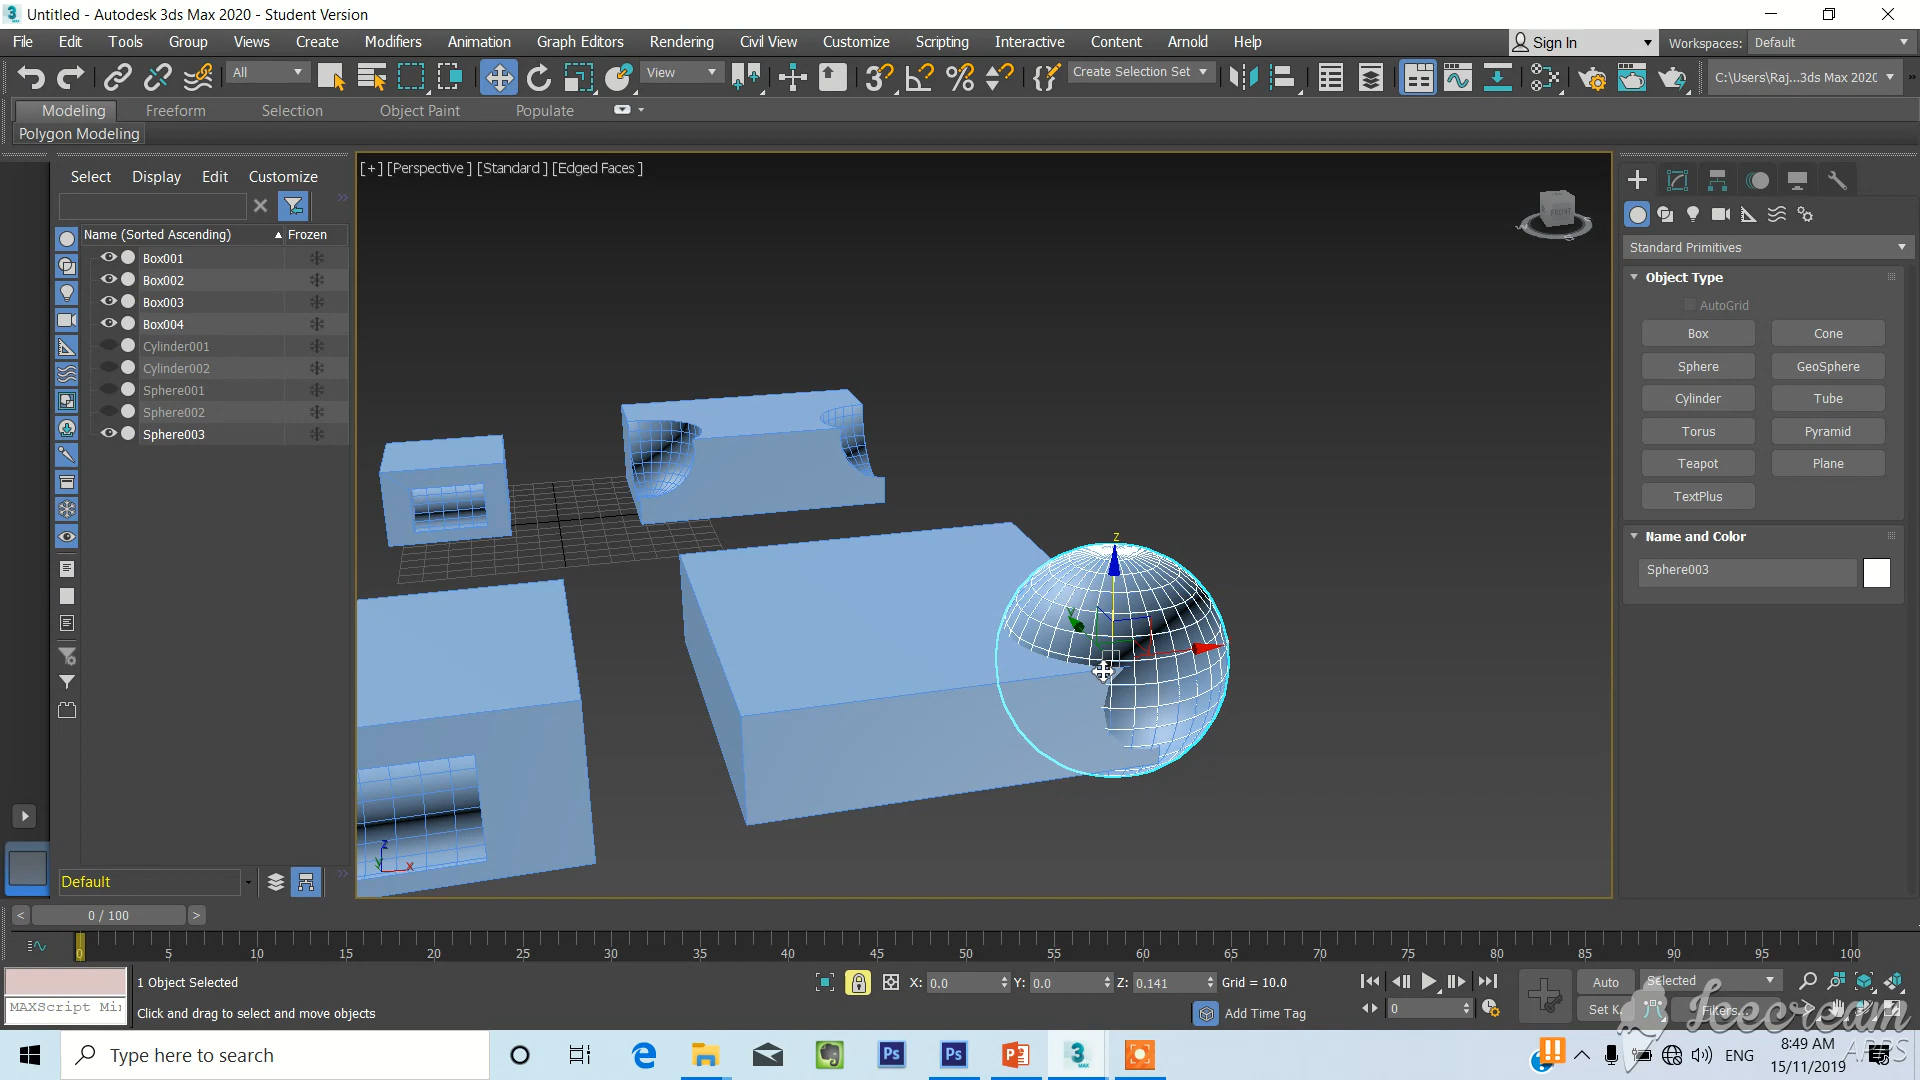 Untitled - Autodesk 3ds Max 2020 - Student Version
File Edit Tools Group Views Create Modifiers Animation Graph Editors Rendering Civil View Customize Scripting Interactive Content Arnold Help
Sign In Workspaces: Default
All View Create Selection Set C:\Users\Raj...3ds Max 2020
Modeling Freeform Selection Object Paint Populate
Polygon Modeling
Select Display Edit Customize
[+] [Perspective ] [Standard ] [Edged Faces ]
FRONT
Name (Sorted Ascending) Frozen
Box001
Box002
Box003
Box004
Cylinder001
Cylinder002
Sphere001
Sphere002
Sphere003
Standard Primitives
Object Type
AutoGrid
Box Cone
Sphere GeoSphere
Cylinder Tube
Torus Pyramid
Teapot Plane
TextPlus
Name and Color
Sphere003
z
y
z
y x
Default
< 0 / 100 >
0 5 10 15 20 25 30 35 40 45 50 55 60 65 70 75 80 85 90 95 100
1 Object Selected X: 0.0 Y: 0.0 Z: 0.141 Grid = 10.0 Auto Selected
MAXScript Mi
Click and drag to select and move objects Add Time Tag 0 Set K. Filters...
Icecream
APPS
Type here to search
ENG 8:49 AM
15/11/2019